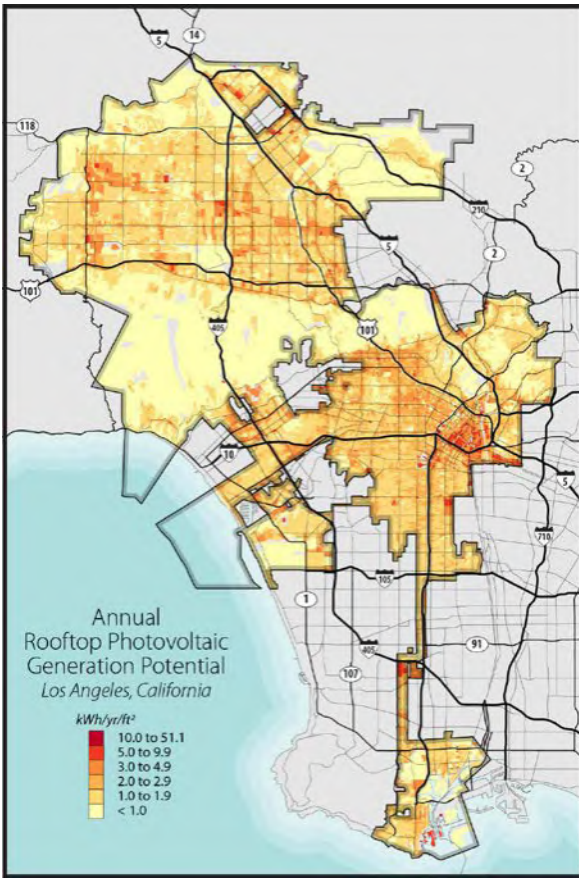 5
14
118
2
210
5
2
101
405
101
10
5
710
105
1
Annual
Rooftop Photovoltaic
Generation Potential
Los Angeles, California
405
91
107
kWh/yr/ft²
10.0 to 51.1
5.0 to 9.9
3.0 to 4.9
2.0 to 2.9
1.0 to 1.9
< 1.0